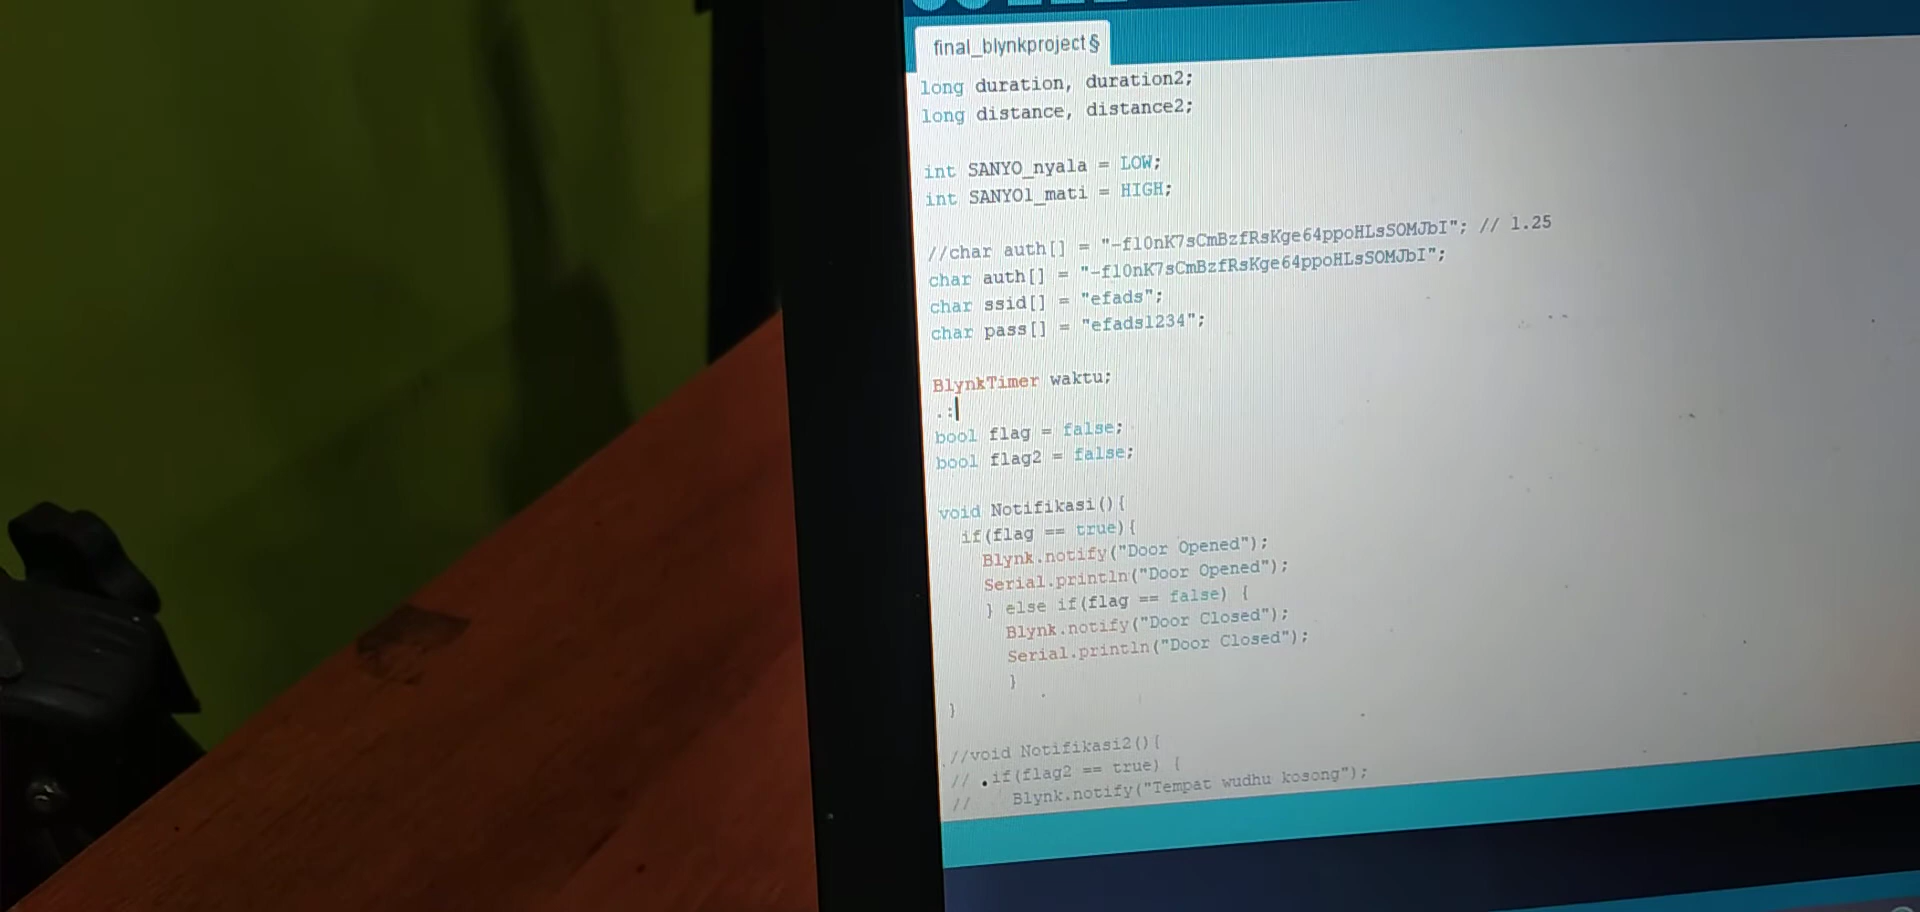 final_blynkproject§
long duration, duration2;
long distance, distance2;
int SANYO_nyala = LOW;
int SANYO1_mati = HIGH;
//char auth[] = "-fl0nK7sCmBzfRsKge64ppoHLsSOMJbI"; // 1.25
char auth[] = "-fl0nK7sCmBzfRsKge64ppoHLsSOMJbI";
char ssid[] = "efads";
char pass[] = "efads1234";
BlynkTimer waktu;
.:
bool flag = false;
bool flag2 = false;
void Notifikasi(){
if(flag == true){
Blynk.notify("Door Opened");
Serial.println("Door Opened");
} else if(flag == false) {
Blynk.notify("Door Closed");
Serial.println("Door Closed");
}
}
//void Notifikasi2(){
// if(flag2 == true) {
// Blynk.notify("Tempat wudhu kosong");